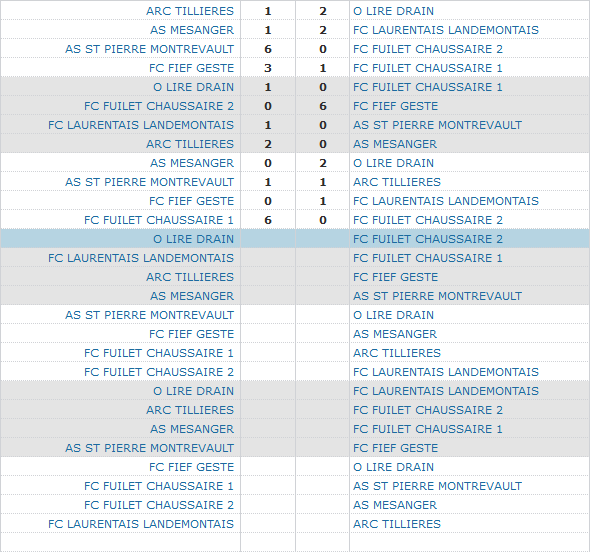 ARC TILLIERES 1 2 O LIRE DRAIN
AS MESANGER 1 2 FC LAURENTAIS LANDEMONTAIS
AS ST PIERRE MONTREVAULT 6 0 FC FUILET CHAUSSAIRE 2
FC FIEF GESTE 3 1 FC FUILET CHAUSSAIRE 1
O LIRE DRAIN 1 0 FC FUILET CHAUSSAIRE 1
FC FUILET CHAUSSAIRE 2 0 6 FC FIEF GESTE
FC LAURENTAIS LANDEMONTAIS 1 0 AS ST PIERRE MONTREVAULT
ARC TILLIERES 2 0 AS MESANGER
AS MESANGER 0 2 O LIRE DRAIN
AS ST PIERRE MONTREVAULT 1 1 ARC TILLIERES
FC FIEF GESTE 0 1 FC LAURENTAIS LANDEMONTAIS
FC FUILET CHAUSSAIRE 1 6 0 FC FUILET CHAUSSAIRE 2
O LIRE DRAIN FC FUILET CHAUSSAIRE 2
FC LAURENTAIS LANDEMONTAIS FC FUILET CHAUSSAIRE 1
ARC TILLIERES FC FIEF GESTE
AS MESANGER AS ST PIERRE MONTREVAULT
AS ST PIERRE MONTREVAULT O LIRE DRAIN
FC FIEF GESTE AS MESANGER
FC FUILET CHAUSSAIRE 1 ARC TILLIERES
FC FUILET CHAUSSAIRE 2 FC LAURENTAIS LANDEMONTAIS
O LIRE DRAIN FC LAURENTAIS LANDEMONTAIS
ARC TILLIERES FC FUILET CHAUSSAIRE 2
AS MESANGER FC FUILET CHAUSSAIRE 1
AS ST PIERRE MONTREVAULT FC FIEF GESTE
FC FIEF GESTE O LIRE DRAIN
FC FUILET CHAUSSAIRE 1 AS ST PIERRE MONTREVAULT
FC FUILET CHAUSSAIRE 2 AS MESANGER
FC LAURENTAIS LANDEMONTAIS ARC TILLIERES